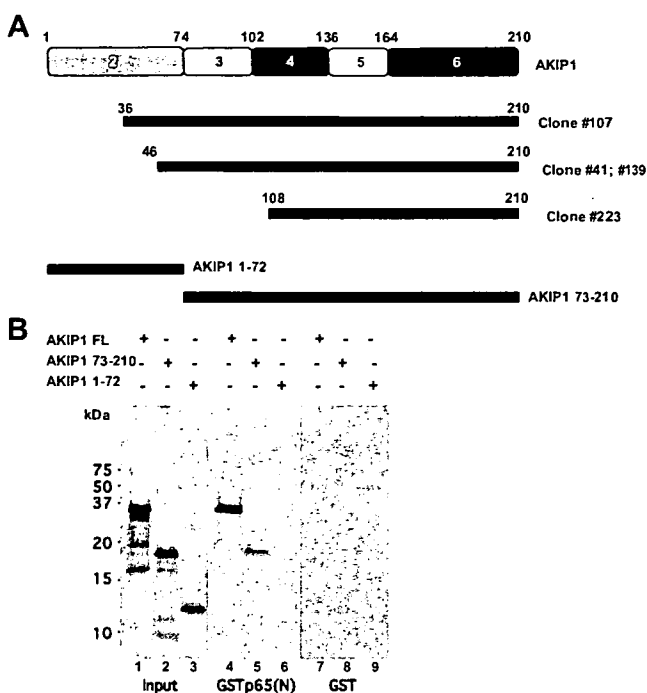 A
1 74 102 136 164 210
2 3 4 5 6 AKIP1
36 210
Clone #107
46 210
Clone #41; #139
108 210
Clone #223
AKIP1 1-72
AKIP1 73-210
B
AKIP1 FL + - - + - - + - -
AKIP1 73-210 - + - - + - - + -
AKIP1 1-72 - - + - - + - - +
kDa
75
50
37
20
15
10
1 2 3 4 5 6 7 8 9
Input GSTp65(N) GST